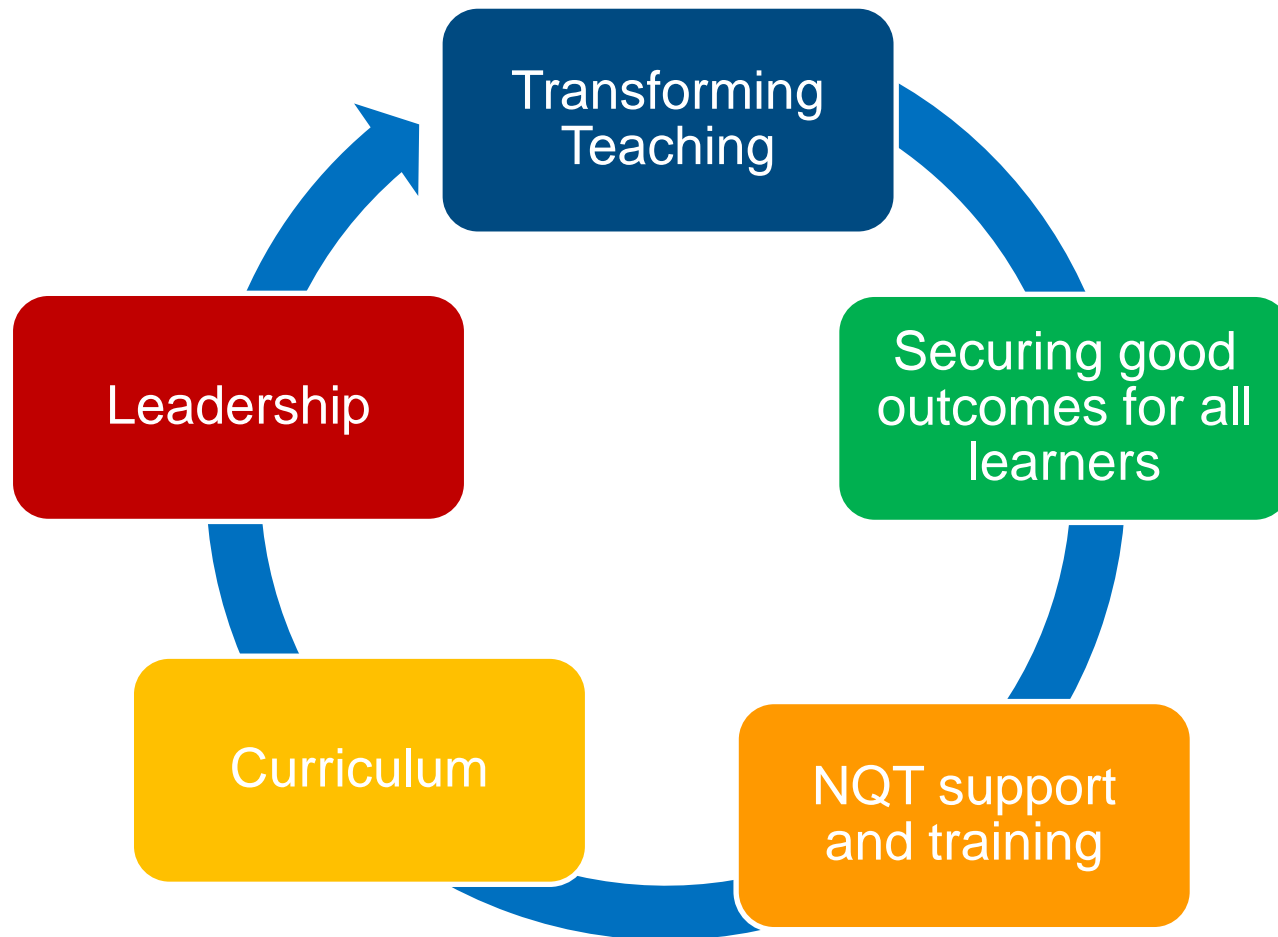 Transforming
Teaching
Securing good
outcomes for all
learners
NQT support
and training
Curriculum
Leadership